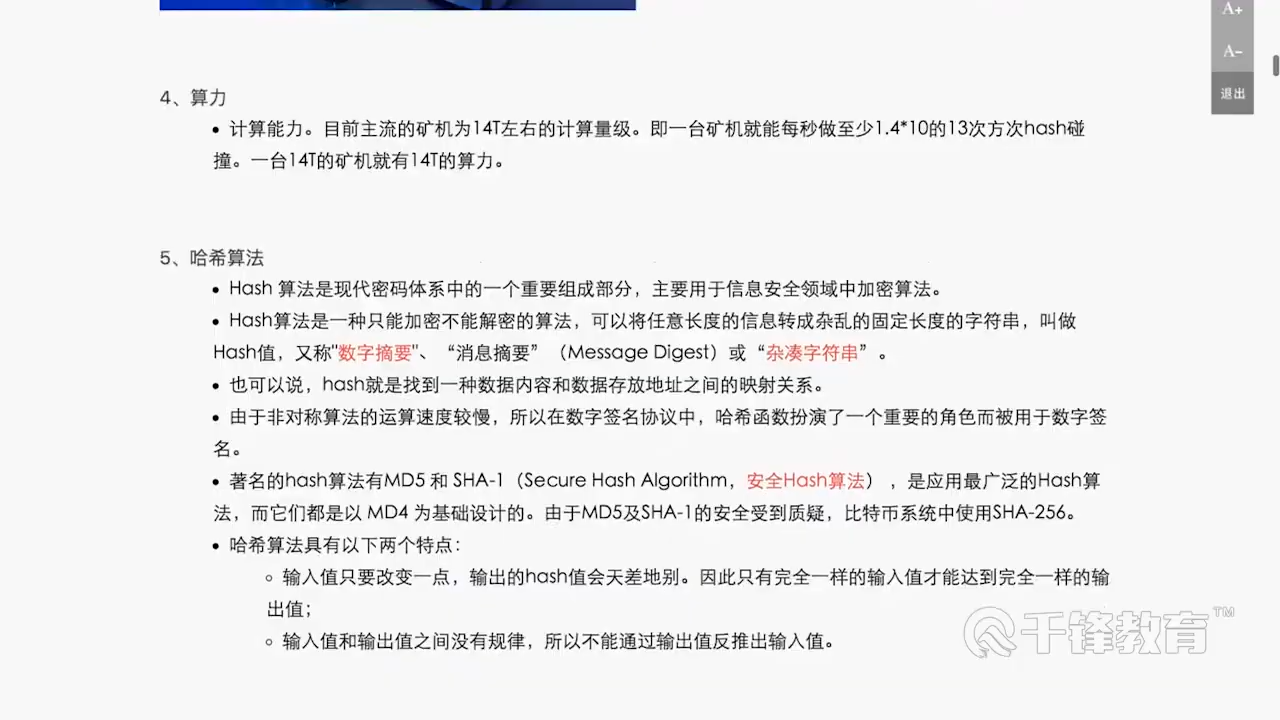 A+
A-
退出
4、算力
计算能力。目前主流的矿机为14T左右的计算量级。即一台矿机就能每秒做至少1.4*10的13次方次hash碰
撞。一台14T的矿机就有14T的算力。
5、哈希算法
Hash 算法是现代密码体系中的一个重要组成部分，主要用于信息安全领域中加密算法。
Hash算法是一种只能加密不能解密的算法，可以将任意长度的信息转成杂乱的固定长度的字符串，叫做
Hash值，又称"数字摘要"、“消息摘要”（Message Digest）或“杂凑字符串”。
也可以说，hash就是找到一种数据内容和数据存放地址之间的映射关系。
由于非对称算法的运算速度较慢，所以在数字签名协议中，哈希函数扮演了一个重要的角色而被用于数字签
名。
著名的hash算法有MD5 和 SHA-1（Secure Hash Algorithm，安全Hash算法），是应用最广泛的Hash算
法，而它们都是以 MD4 为基础设计的。由于MD5及SHA-1的安全受到质疑，比特币系统中使用SHA-256。
哈希算法具有以下两个特点：
输入值只要改变一点，输出的hash值会天差地别。因此只有完全一样的输入值才能达到完全一样的输
出值；
输入值和输出值之间没有规律，所以不能通过输出值反推出输入值。
千锋教育™